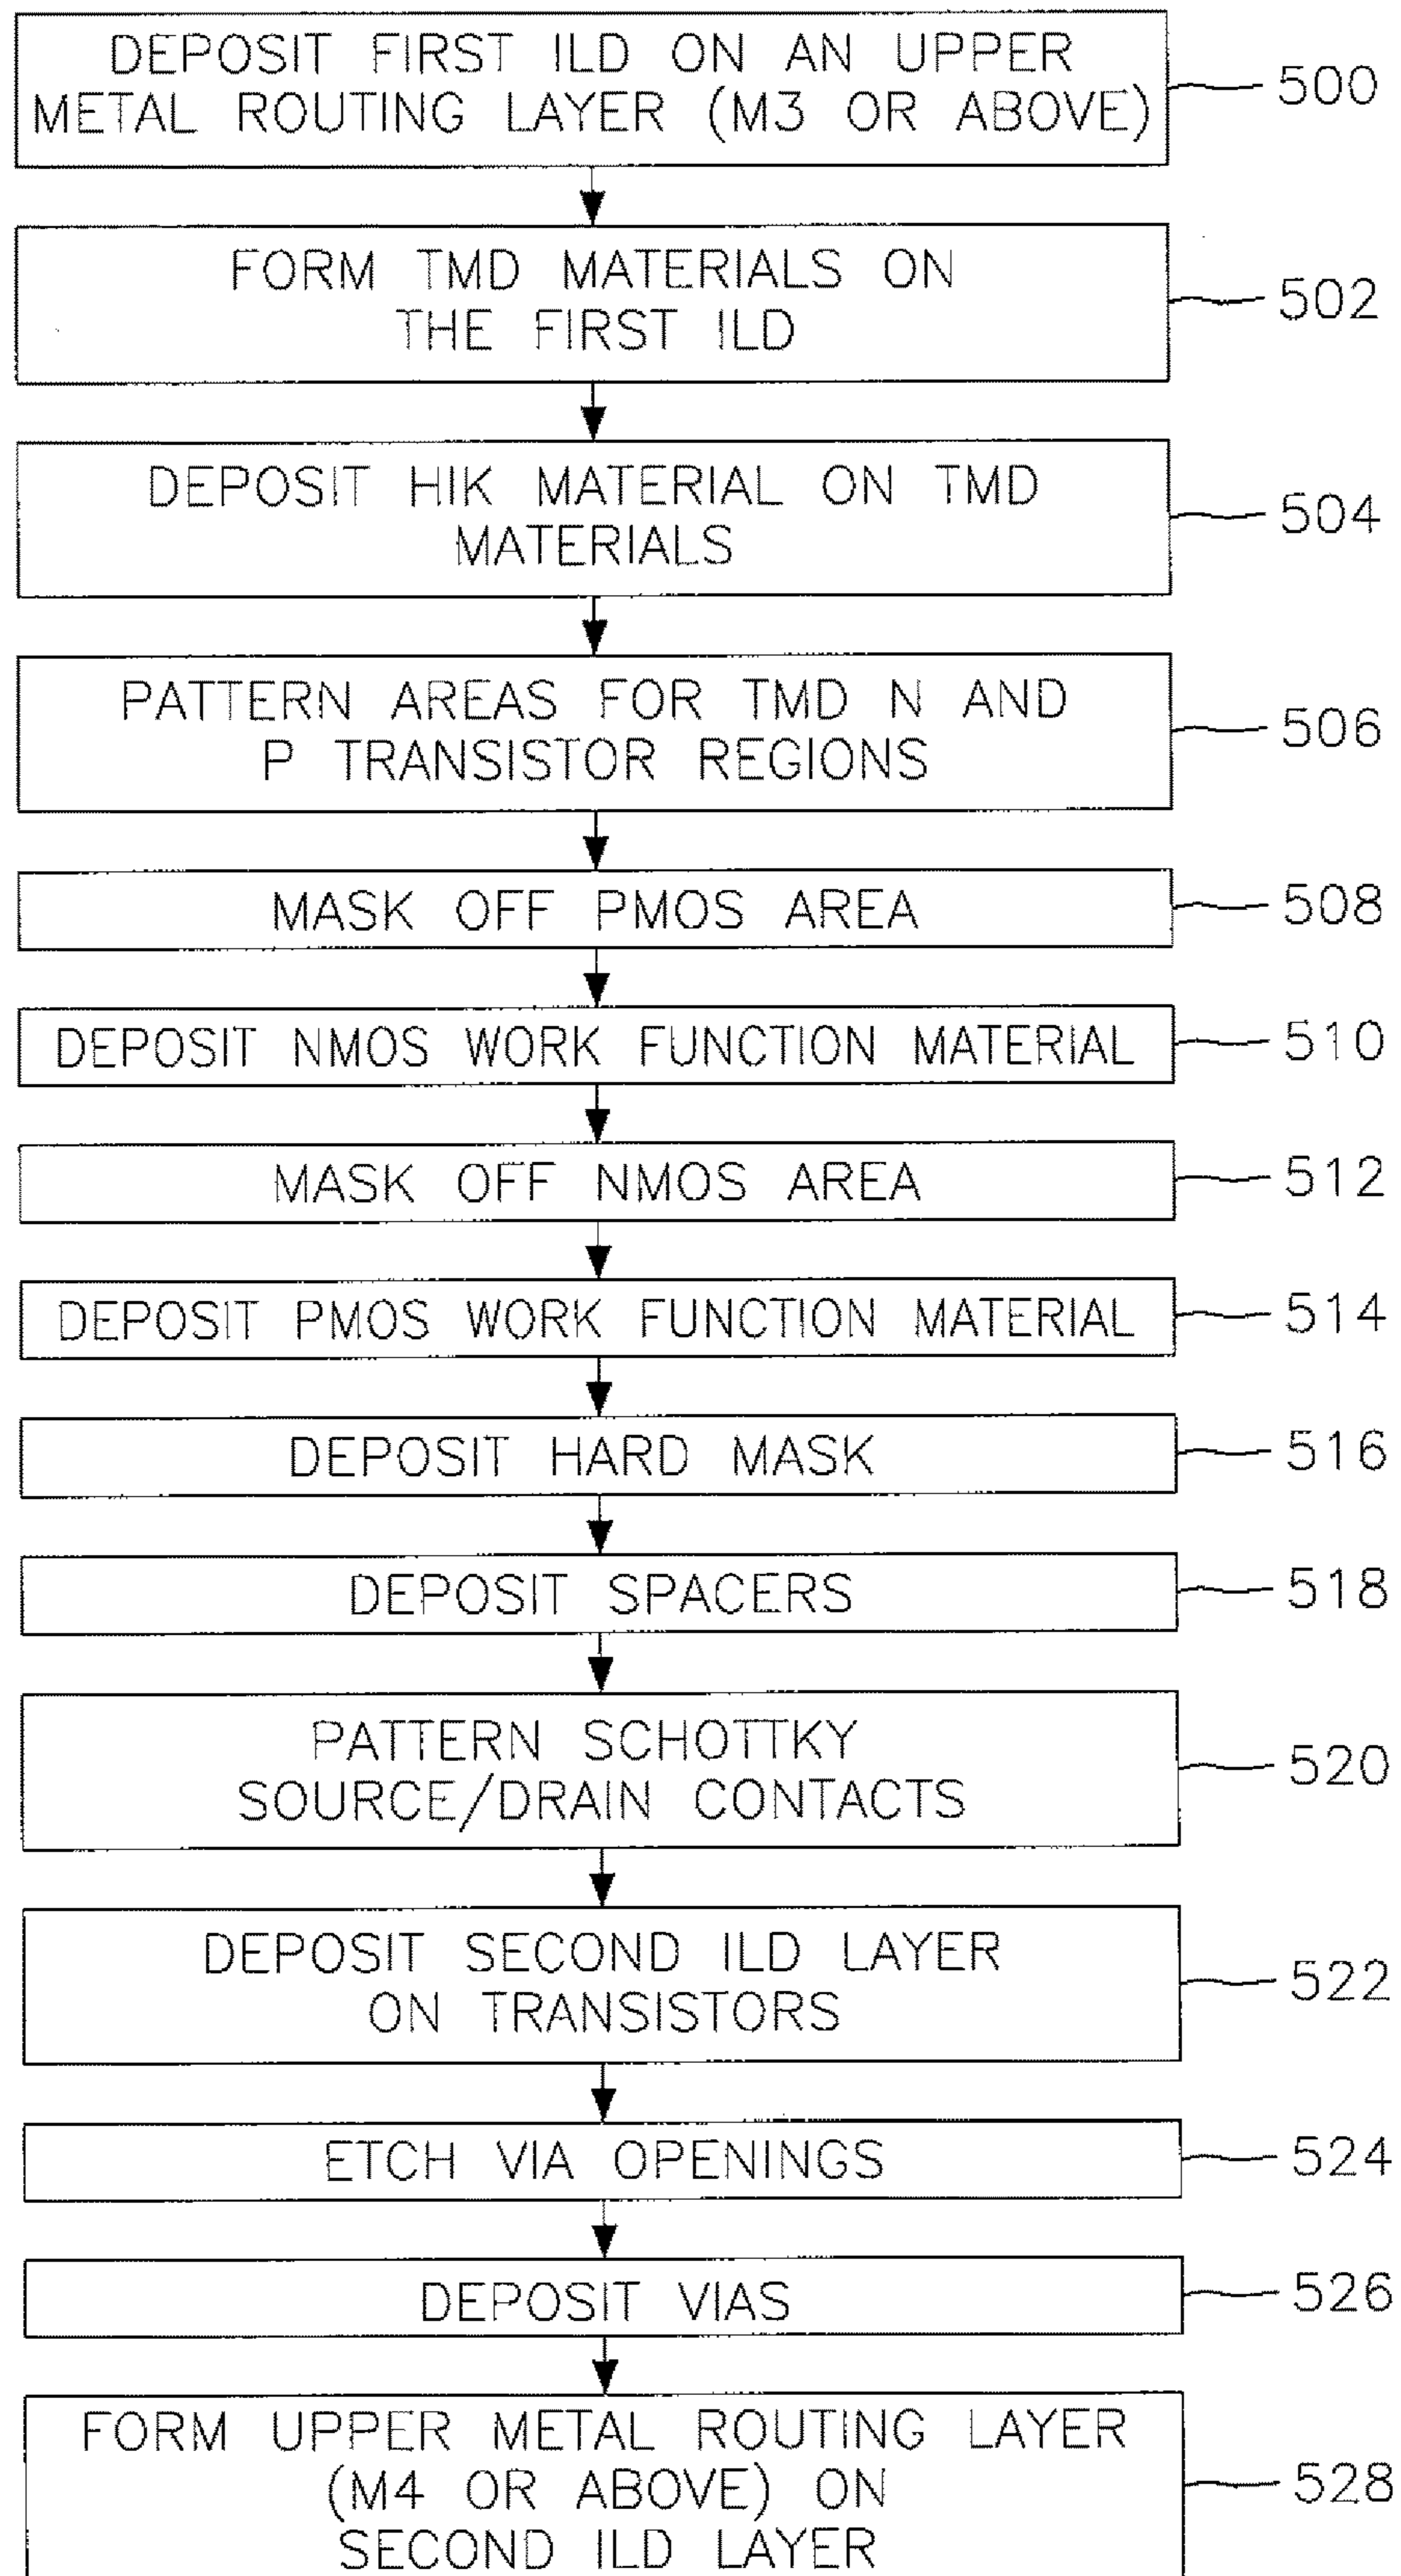 DEPOSIT FIRST ILD ON AN UPPER
METAL ROUTING LAYER (M3 OR ABOVE)
500
FORM TMD MATERIALS ON
THE FIRST ILD
502
DEPOSIT HIK MATERIAL ON TMD
MATERIALS
504
PATTERN AREAS FOR TMD N AND
P TRANSISTOR REGIONS
506
MASK OFF PMOS AREA
508
DEPOSIT NMOS WORK FUNCTION MATERIAL
510
MASK OFF NMOS AREA
512
DEPOSIT PMOS WORK FUNCTION MATERIAL
514
DEPOSIT HARD MASK
516
DEPOSIT SPACERS
518
PATTERN SCHOTTKY
SOURCE/DRAIN CONTACTS
520
DEPOSIT SECOND ILD LAYER
ON TRANSISTORS
522
ETCH VIA OPENINGS
524
DEPOSIT VIAS
526
FORM UPPER METAL ROUTING LAYER
(M4 OR ABOVE) ON
SECOND ILD LAYER
528